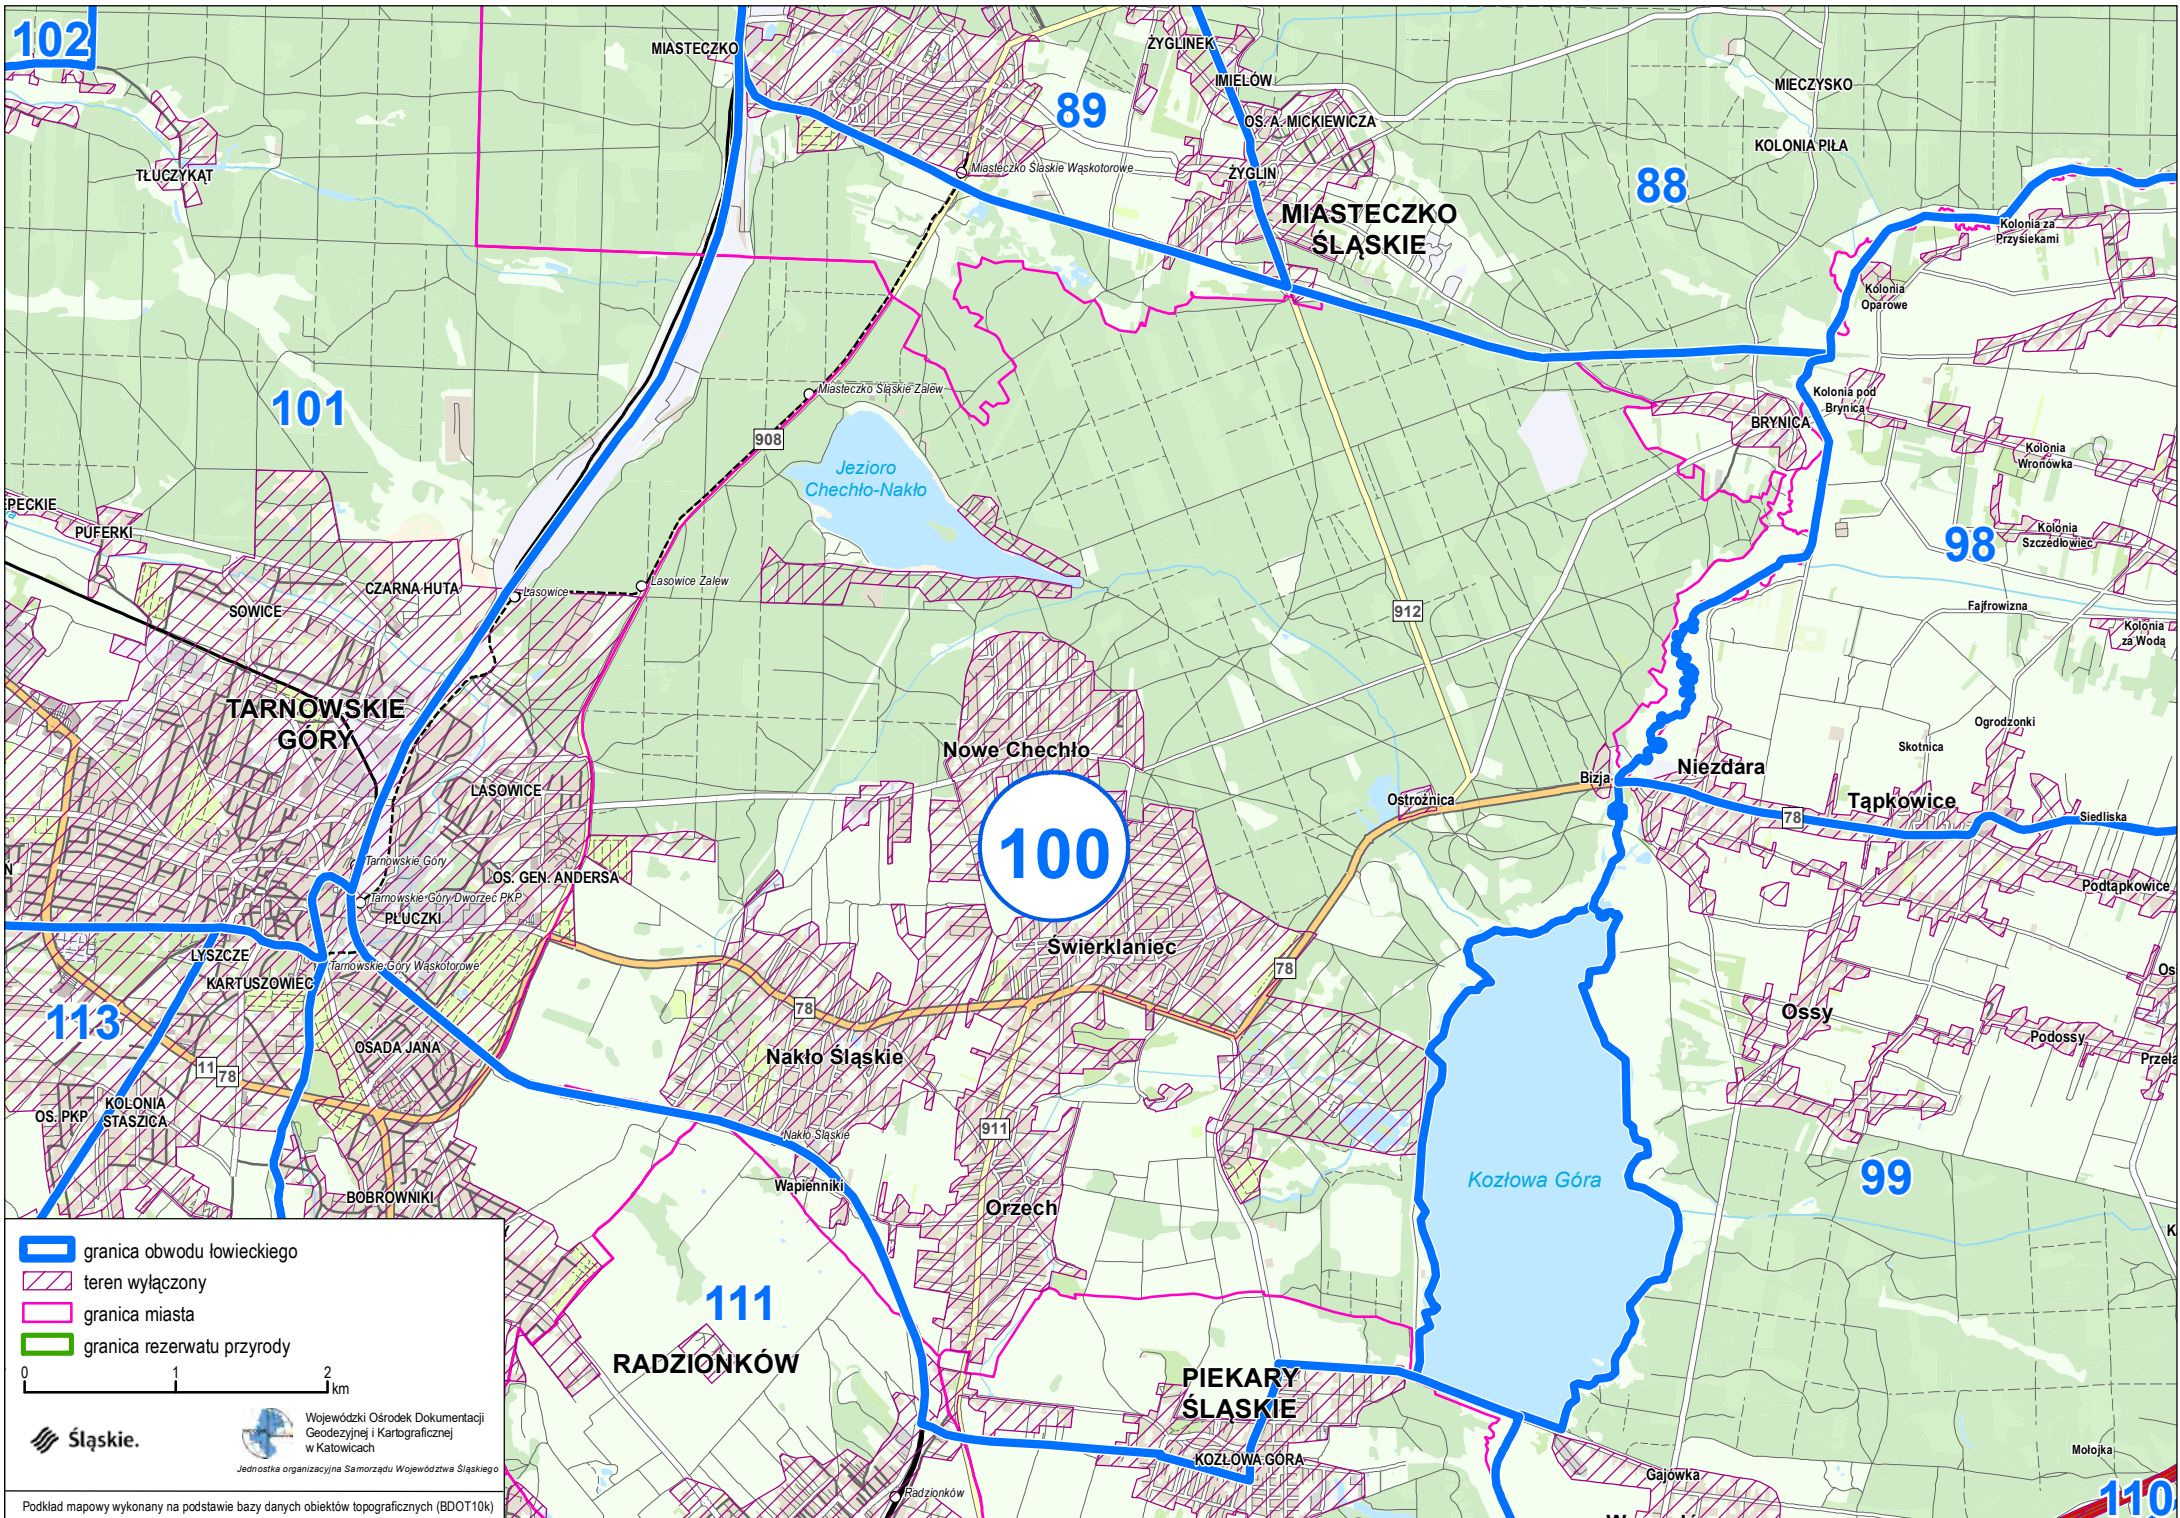 102
MIASTECZKO
ŻYGLINEK
IMIELÓW
89
OS. A. MICKIEWICZA
MIECZYSKO
KOLONIA PIŁA
88
TŁUCZYKĄT
Miasteczko Śląskie Wąskotorowe
ŻYGLIN
MIASTECZKO
ŚLĄSKIE
Kolonia za
Przysiekami
Kolonia
Oparowe
101
Miasteczko Śląskie Zalew
908
Jezioro
Chechło-Nakło
Kolonia pod
Brynicą
BRYNICA
Kolonia
Wronówka
PUFERKI
Kolonia
Szczedłowiec
98
CZARNA HUTA
Lasowice
Lasowice Zalew
SOWICE
912
Fajfrowizna
Kolonia
za Wodą
TARNOWSKIE
GÓRY
Nowe Chechło
Ogrodzonki
Skotnica
Niezdara
Bizja
LASOWICE
Ostrożnica
Tąpkowice
78
Siedliska
100
Tarnowskie Góry
OS. GEN. ANDERSA
Tarnowskie Góry Dworzec PKP
PŁUCZKI
Podtąpkowice
Świerklaniec
LYSZCZE
Tarnowskie Góry Wąskotorowe
KARTUSZOWIEC
78
78
113
OSADA JANA
Nakło Śląskie
Ossy
Podossy
11
78
OS. PKP
KOLONIA
STASZICA
911
Nakło Śląskie
Wapienniki
BOBROWNIKI
Orzech
Kozłowa Góra
99
111
RADZIONKÓW
PIEKARY
ŚLĄSKIE
KOZŁOWA GÓRA
Radzionków
Gajówka
Mołojka
110
granica obwodu łowieckiego
teren wyłączony
granica miasta
granica rezerwatu przyrody
0 1 2
km
Śląskie.
Wojewódzki Ośrodek Dokumentacji
Geodezyjnej i Kartograficznej
w Katowicach
Jednostka organizacyjna Samorządu Województwa Śląskiego
Podkład mapowy wykonany na podstawie bazy danych obiektów topograficznych (BDOT10k)